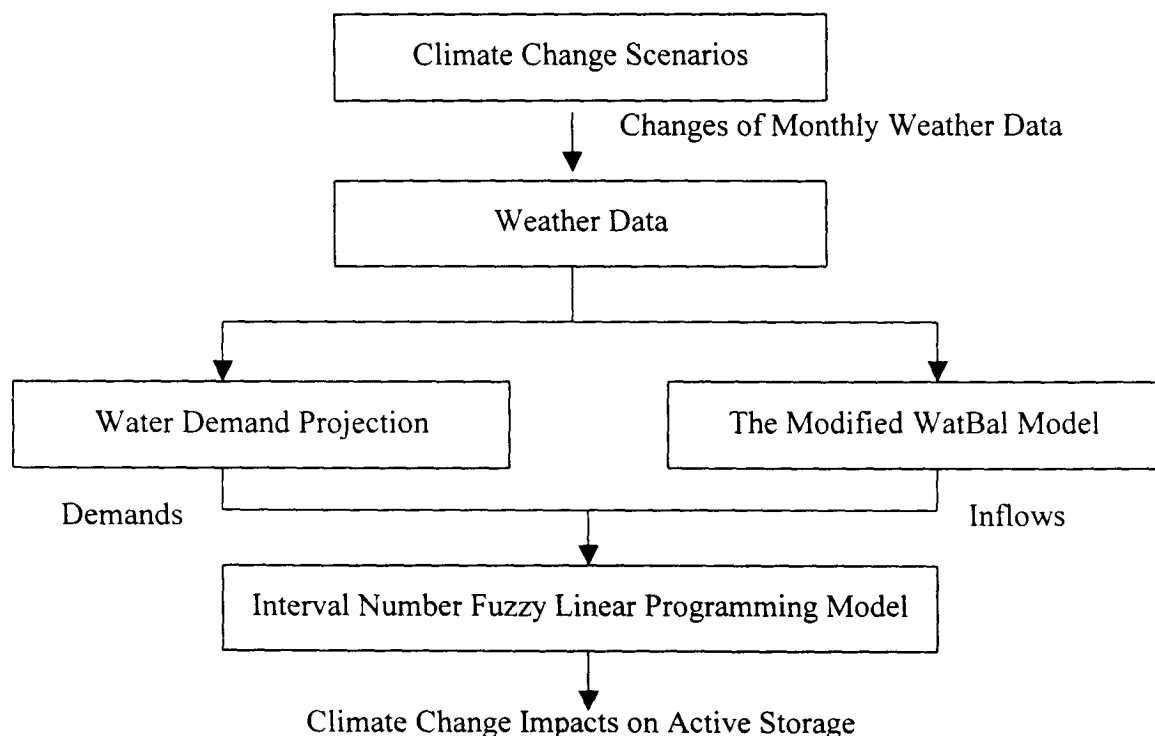 Climate Change Scenarios
Changes of Monthly Weather Data
Weather Data
Water Demand Projection
The Modified WatBal Model
Demands
Inflows
Interval Number Fuzzy Linear Programming Model
Climate Change Impacts on Active Storage